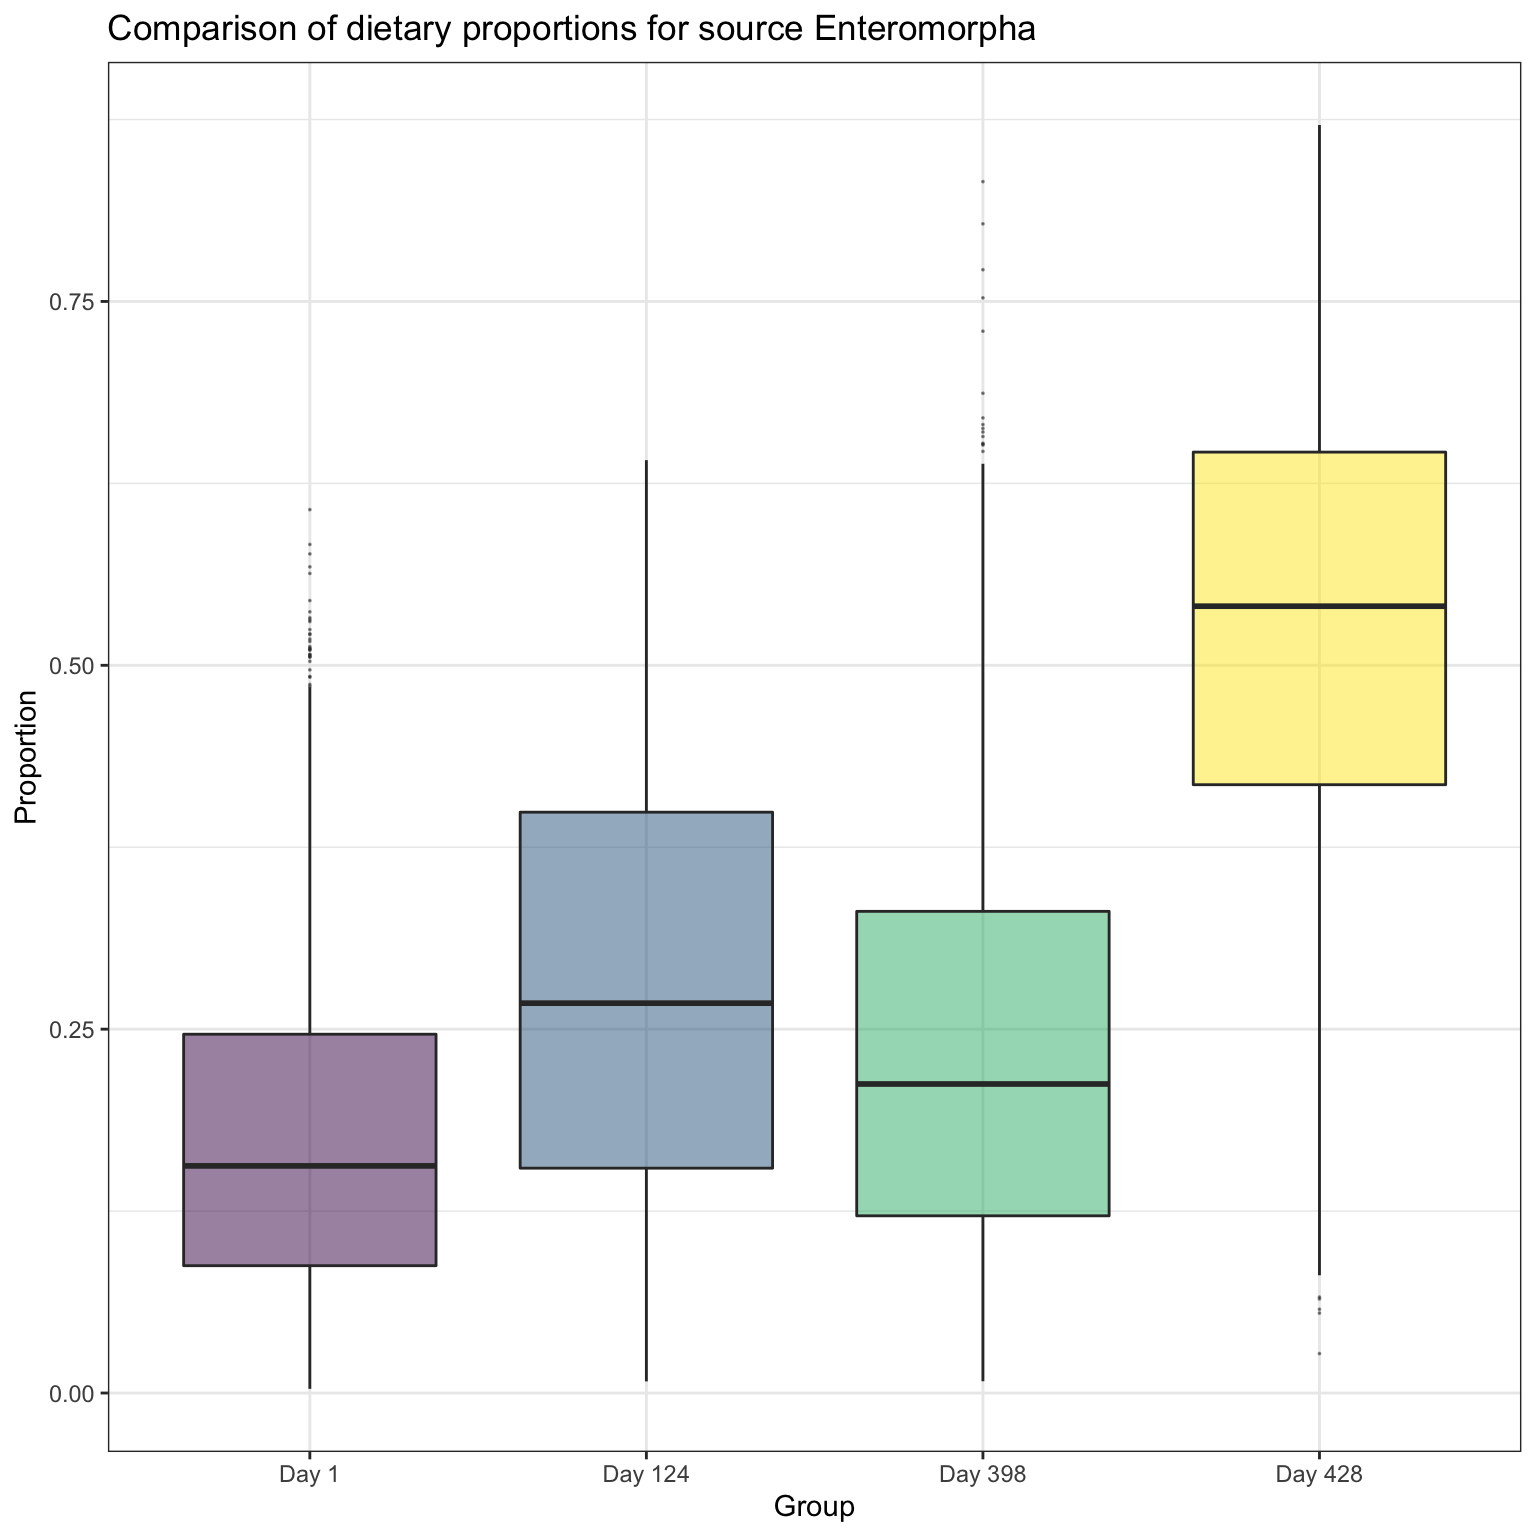 Comparison of dietary proportions for source Enteromorpha
0.75
0.50
0.25
0.00
Proportion
Day 1
Day 124
Day 398
Day 428
Group